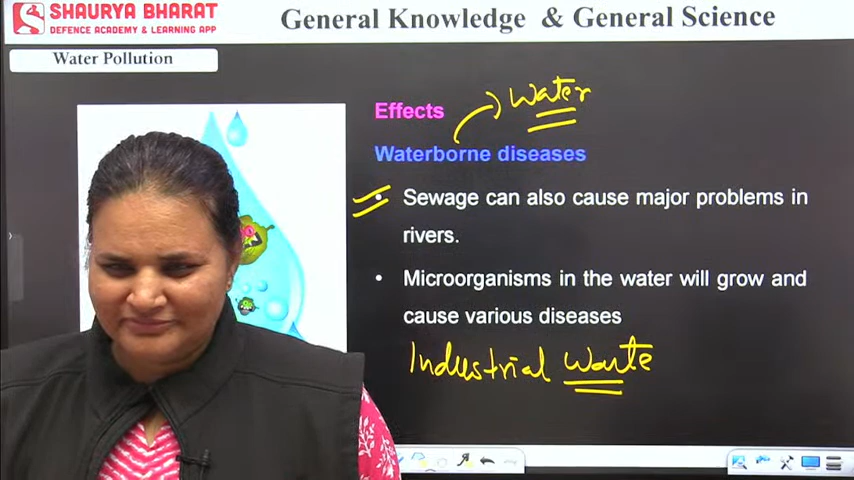 SHAURYA BHARAT
DEFENCE ACADEMY & LEARNING APP
General Knowledge & General Science
Water Pollution
Effects
Water
Waterborne diseases
• Sewage can also cause major problems in
rivers.
• Microorganisms in the water will grow and
cause various diseases
Industrial Waste